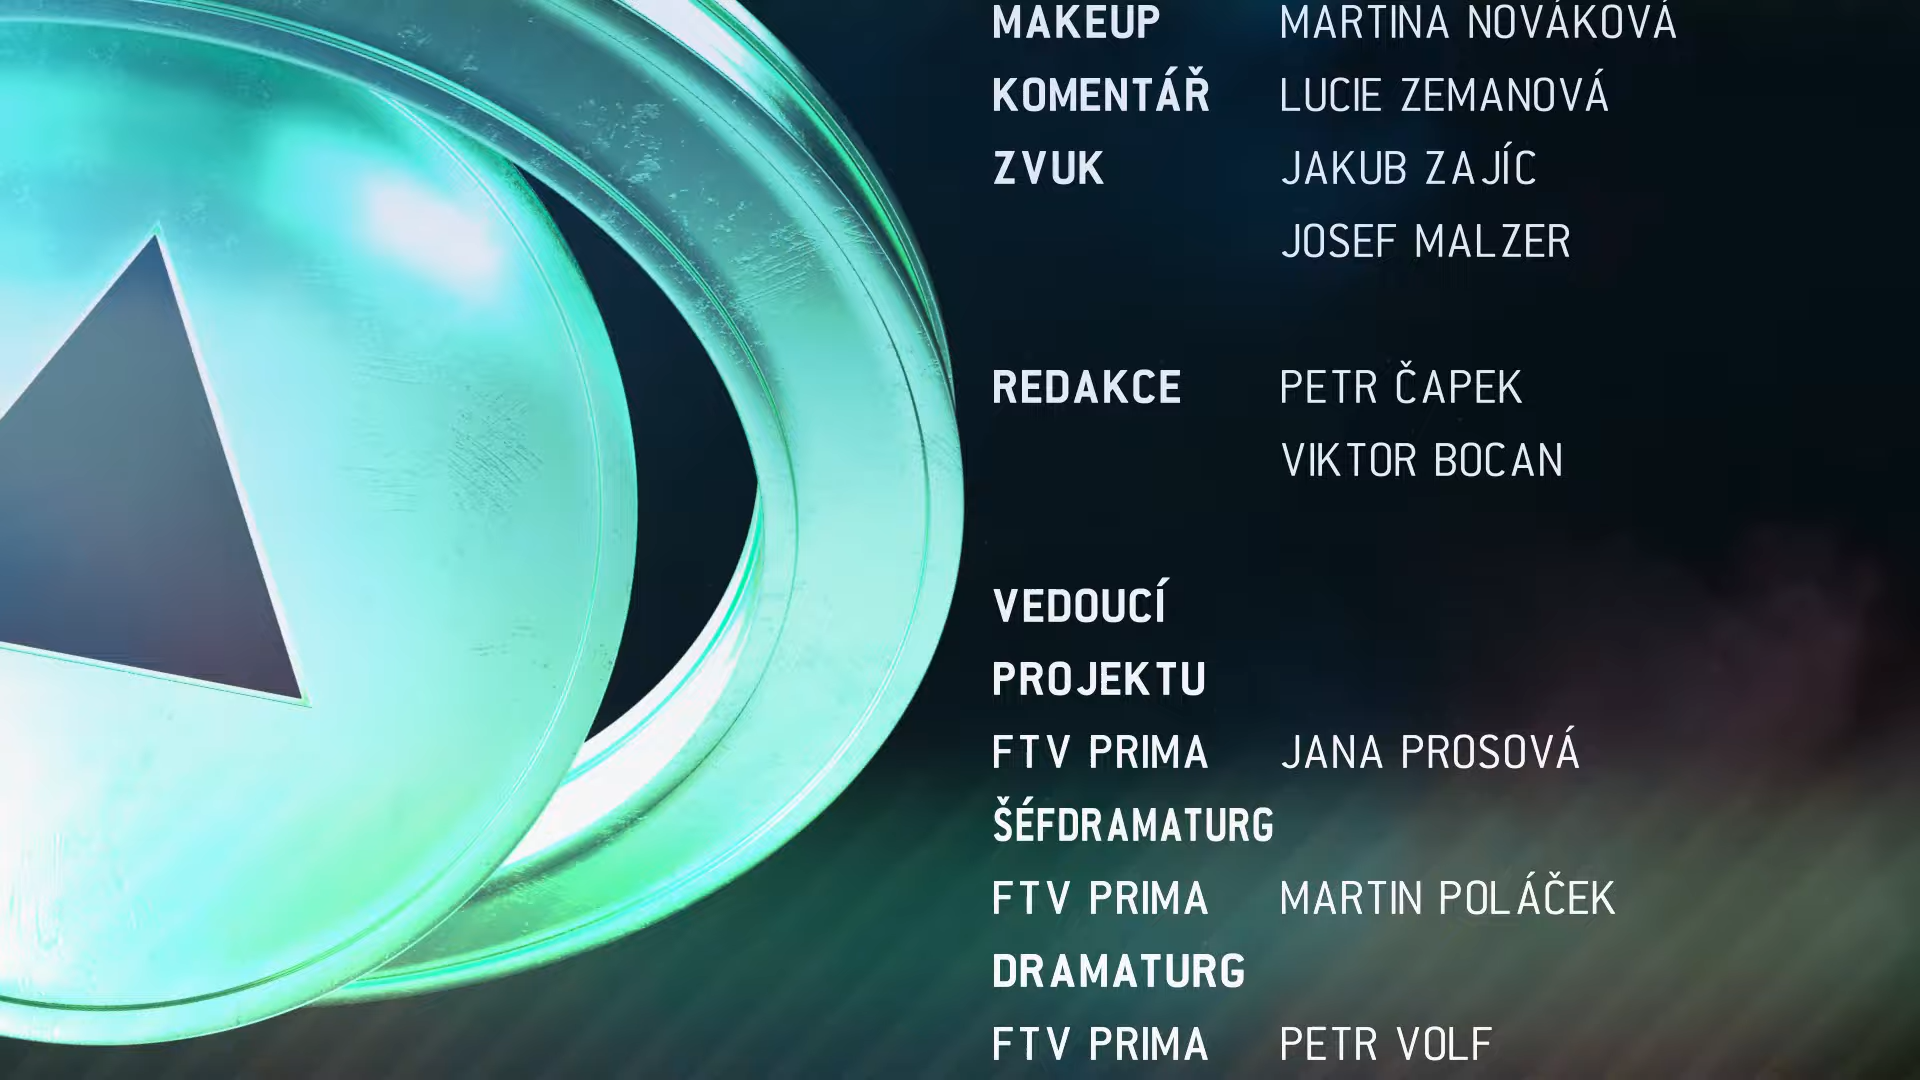 MAKEUP MARTINA NOVÁKOVÁ
KOMENTÁŘ LUCIE ZEMANOVÁ
ZVUK JAKUB ZAJÍC
JOSEF MALZER
REDAKCE PETR ČAPEK
VIKTOR BOCAN
VEDOUCÍ
PROJEKTU
FTV PRIMA JANA PROSOVÁ
ŠÉFDRAMATURG
FTV PRIMA MARTIN POLÁČEK
DRAMATURG
FTV PRIMA PETR VOLF